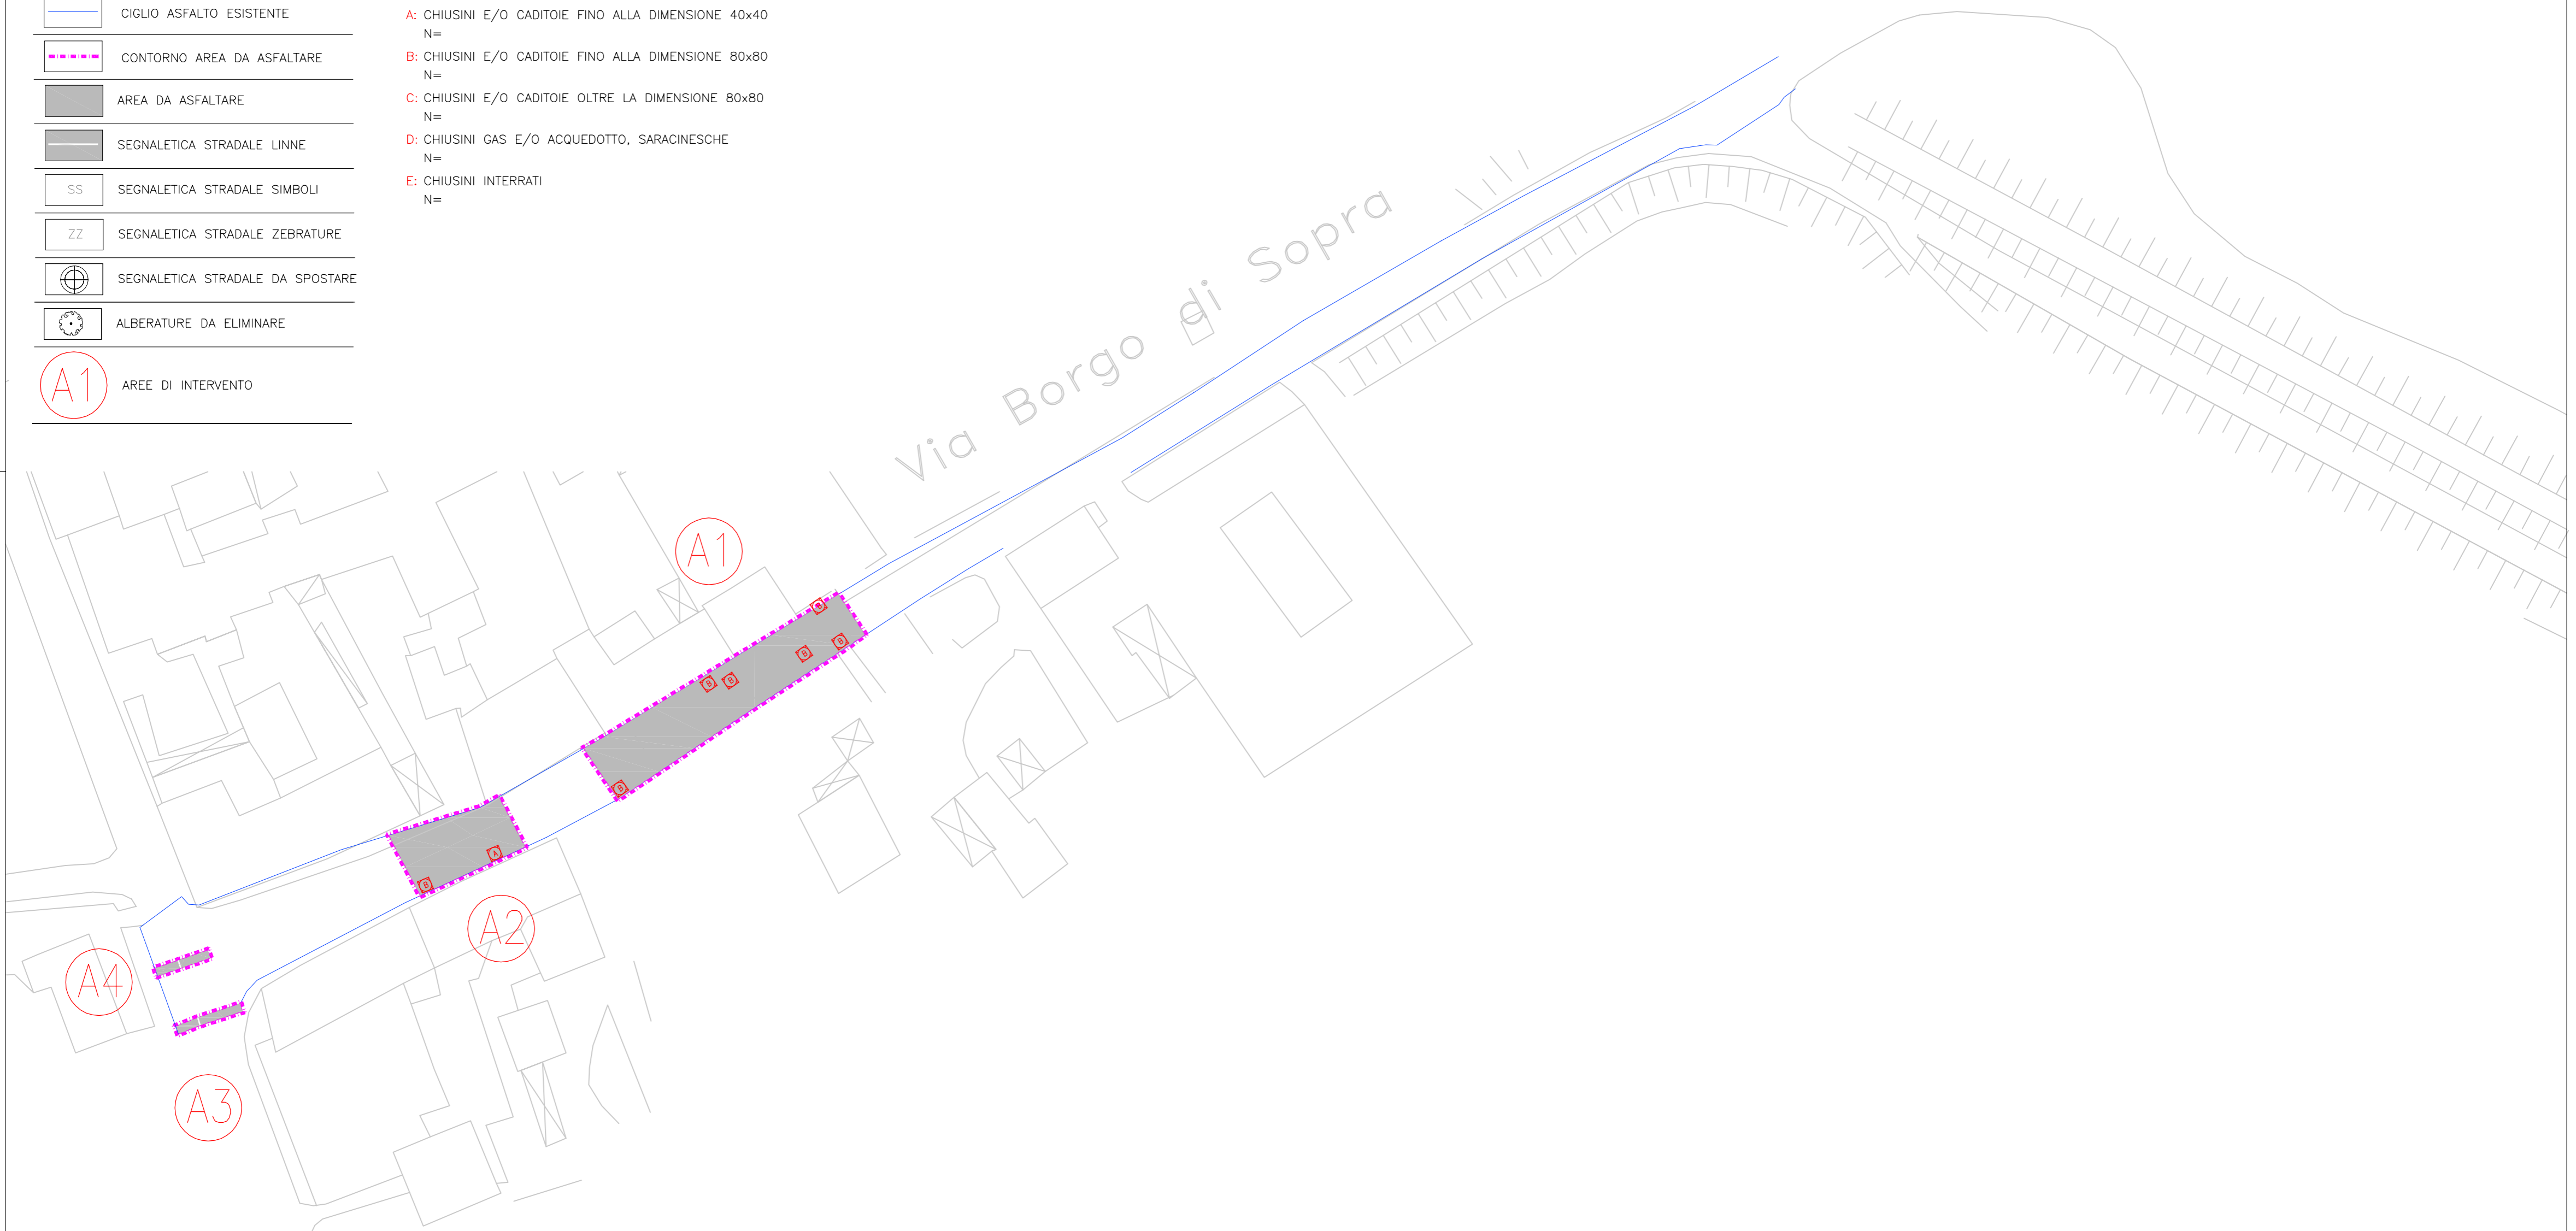 CIGLIO ASFALTO ESISTENTE
CONTORNO AREA DA ASFALTARE
AREA DA ASFALTARE
SEGNALETICA STRADALE LINNE
SS SEGNALETICA STRADALE SIMBOLI
ZZ SEGNALETICA STRADALE ZEBRATURE
SEGNALETICA STRADALE DA SPOSTARE
ALBERATURE DA ELIMINARE
A1 AREE DI INTERVENTO
A: CHIUSINI E/O CADITOIE FINO ALLA DIMENSIONE 40x40
N=
B: CHIUSINI E/O CADITOIE FINO ALLA DIMENSIONE 80x80
N=
C: CHIUSINI E/O CADITOIE OLTRE LA DIMENSIONE 80x80
N=
D: CHIUSINI GAS E/O ACQUEDOTTO, SARACINESCHE
N=
E: CHIUSINI INTERRATI
N=
Via Borgo di Sopra
A1
B
B
B
B
B
A
B
A2
A4
A3